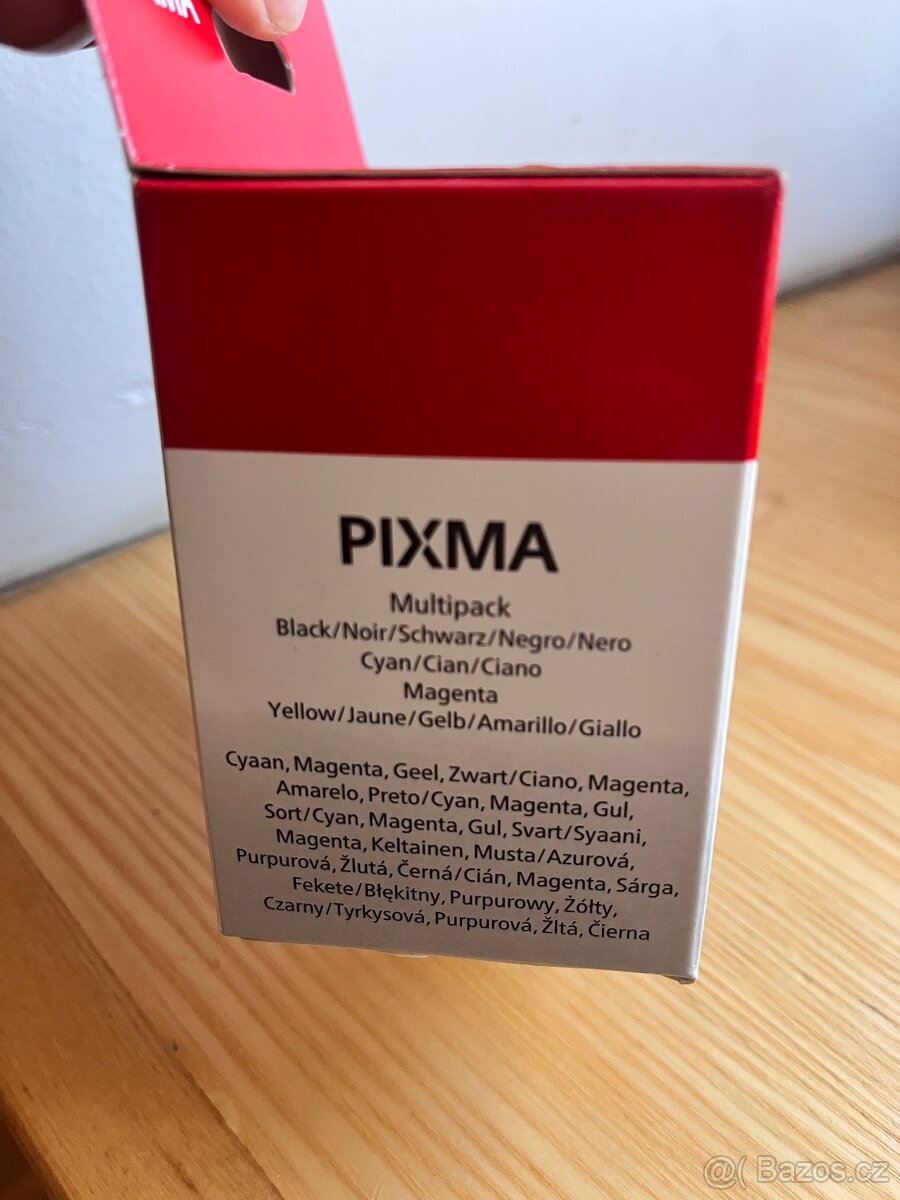 PIXMA
Multipack
Black/Noir/Schwarz/Negro/Nero
Cyan/Cian/Ciano
Magenta
Yellow/Jaune/Gelb/Amarillo/Giallo
Cyaan, Magenta, Geel, Zwart/Ciano, Magenta,
Amarelo, Preto/Cyan, Magenta, Gul,
Sort/Cyan, Magenta, Gul, Svart/Syaani,
Magenta, Keltainen, Musta/Azurová,
Purpurová, Žlutá, Černá/Cián, Magenta, Sárga,
Fekete/Błękitny, Purpurowy, Żółty,
Czarny/Tyrkysová, Purpurová, Žltá, Čierna
@( Bazos.cz